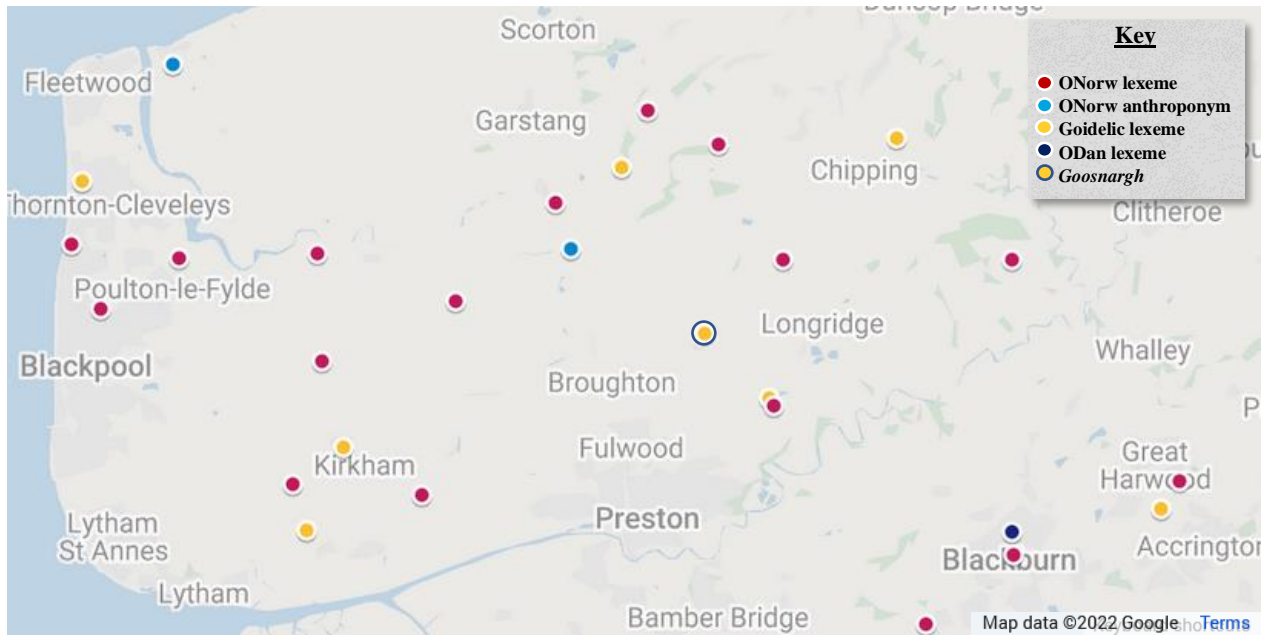 Scorton
Key
Fleetwood
ONorw lexeme
ONorw anthroponym
Goidelic lexeme
ODan lexeme
Goosnargh
Garstang
Chipping
Thornton-Cleveleys
Clitheroe
Poulton-le-Fylde
Longridge
Whalley
Blackpool
Broughton
Kirkham
Fulwood
Great
Harwood
Preston
Lytham
St Annes
Blackburn
Accrington
Lytham
Bamber Bridge
Map data ©2022 Google Terms